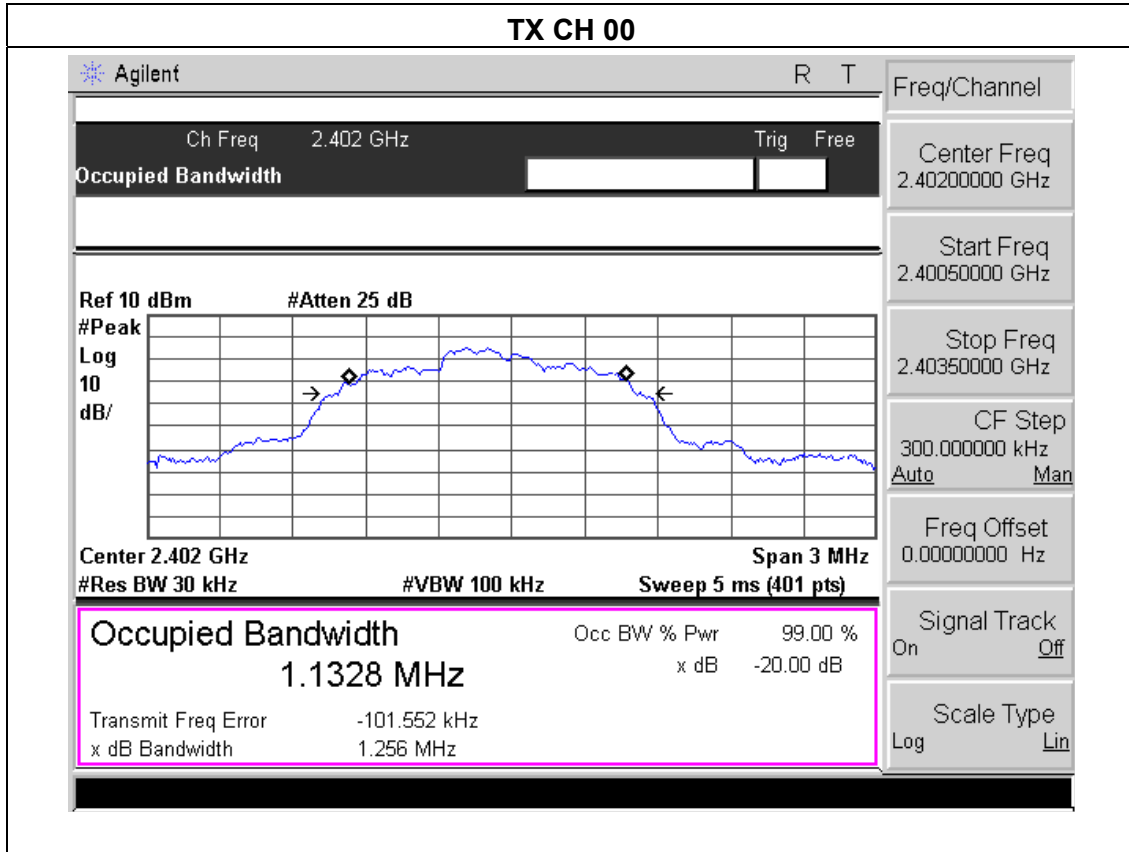 TX CH 00
Agilent R T
Freq/Channel
Ch Freq 2.402 GHz Trig Free
Occupied Bandwidth
Center Freq
2.40200000 GHz
Start Freq
2.40050000 GHz
Ref 10 dBm #Atten 25 dB
#Peak
Log
10
dB/
Stop Freq
2.40350000 GHz
CF Step
300.000000 kHz
Auto Man
Freq Offset
0.00000000 Hz
Center 2.402 GHz Span 3 MHz
#Res BW 30 kHz #VBW 100 kHz Sweep 5 ms (401 pts)
Occupied Bandwidth Occ BW % Pwr 99.00 %
1.1328 MHz x dB -20.00 dB
Transmit Freq Error -101.552 kHz
x dB Bandwidth 1.256 MHz
Signal Track
On Off
Scale Type
Log Lin